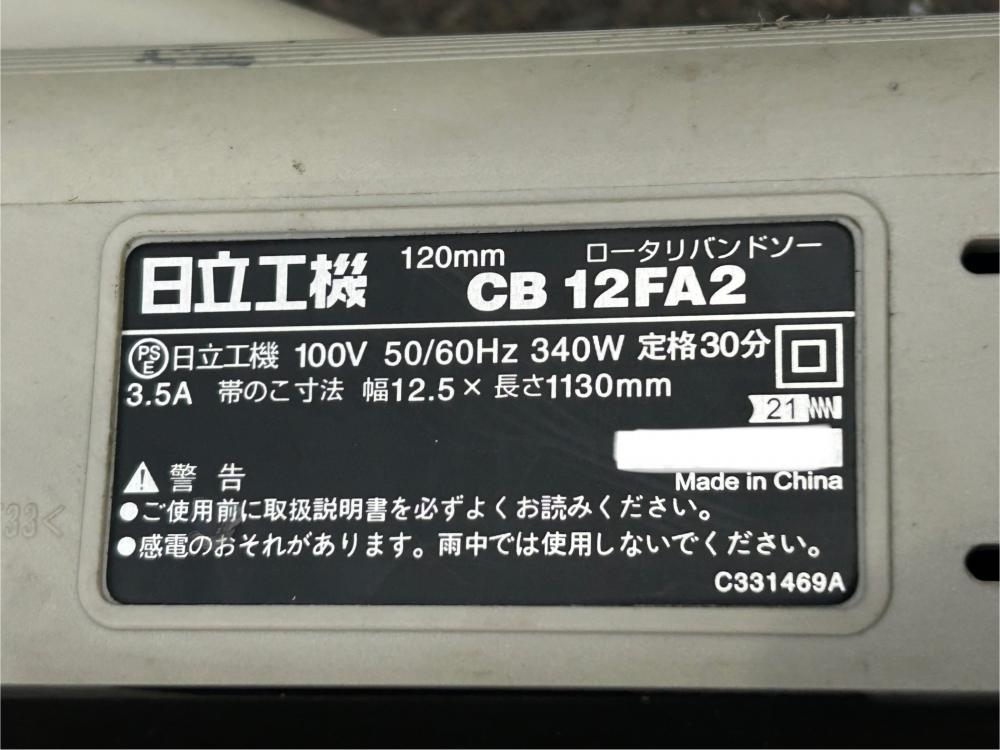 120mm ロータリバンドソー
日立工機 CB 12FA2
PSE 日立工機 100V 50/60Hz 340W 定格30分
3.5A 帯のこ寸法 幅12.5×長さ1130mm
21
Made in China
警告
●ご使用前に取扱説明書を必ずよくお読みください。
●感電のおそれがあります。雨中では使用しないでください。
C331469A
33<